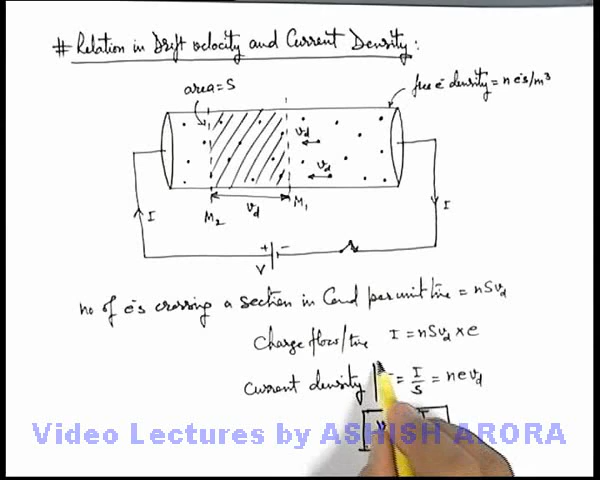 # Relation in Drift velocity and Current Density:
area = S
free e⁻ density = n e⁻s/m³
v_d
v_d
v_d
M₂
M₁
I
I
+ −
V
no of e⁻s crossing a section in Cond per unit time = nSv_d
Charge flow/time I = nSv_d × e
Current density = I/S = nev_d
Video Lectures by ASHISH ARORA